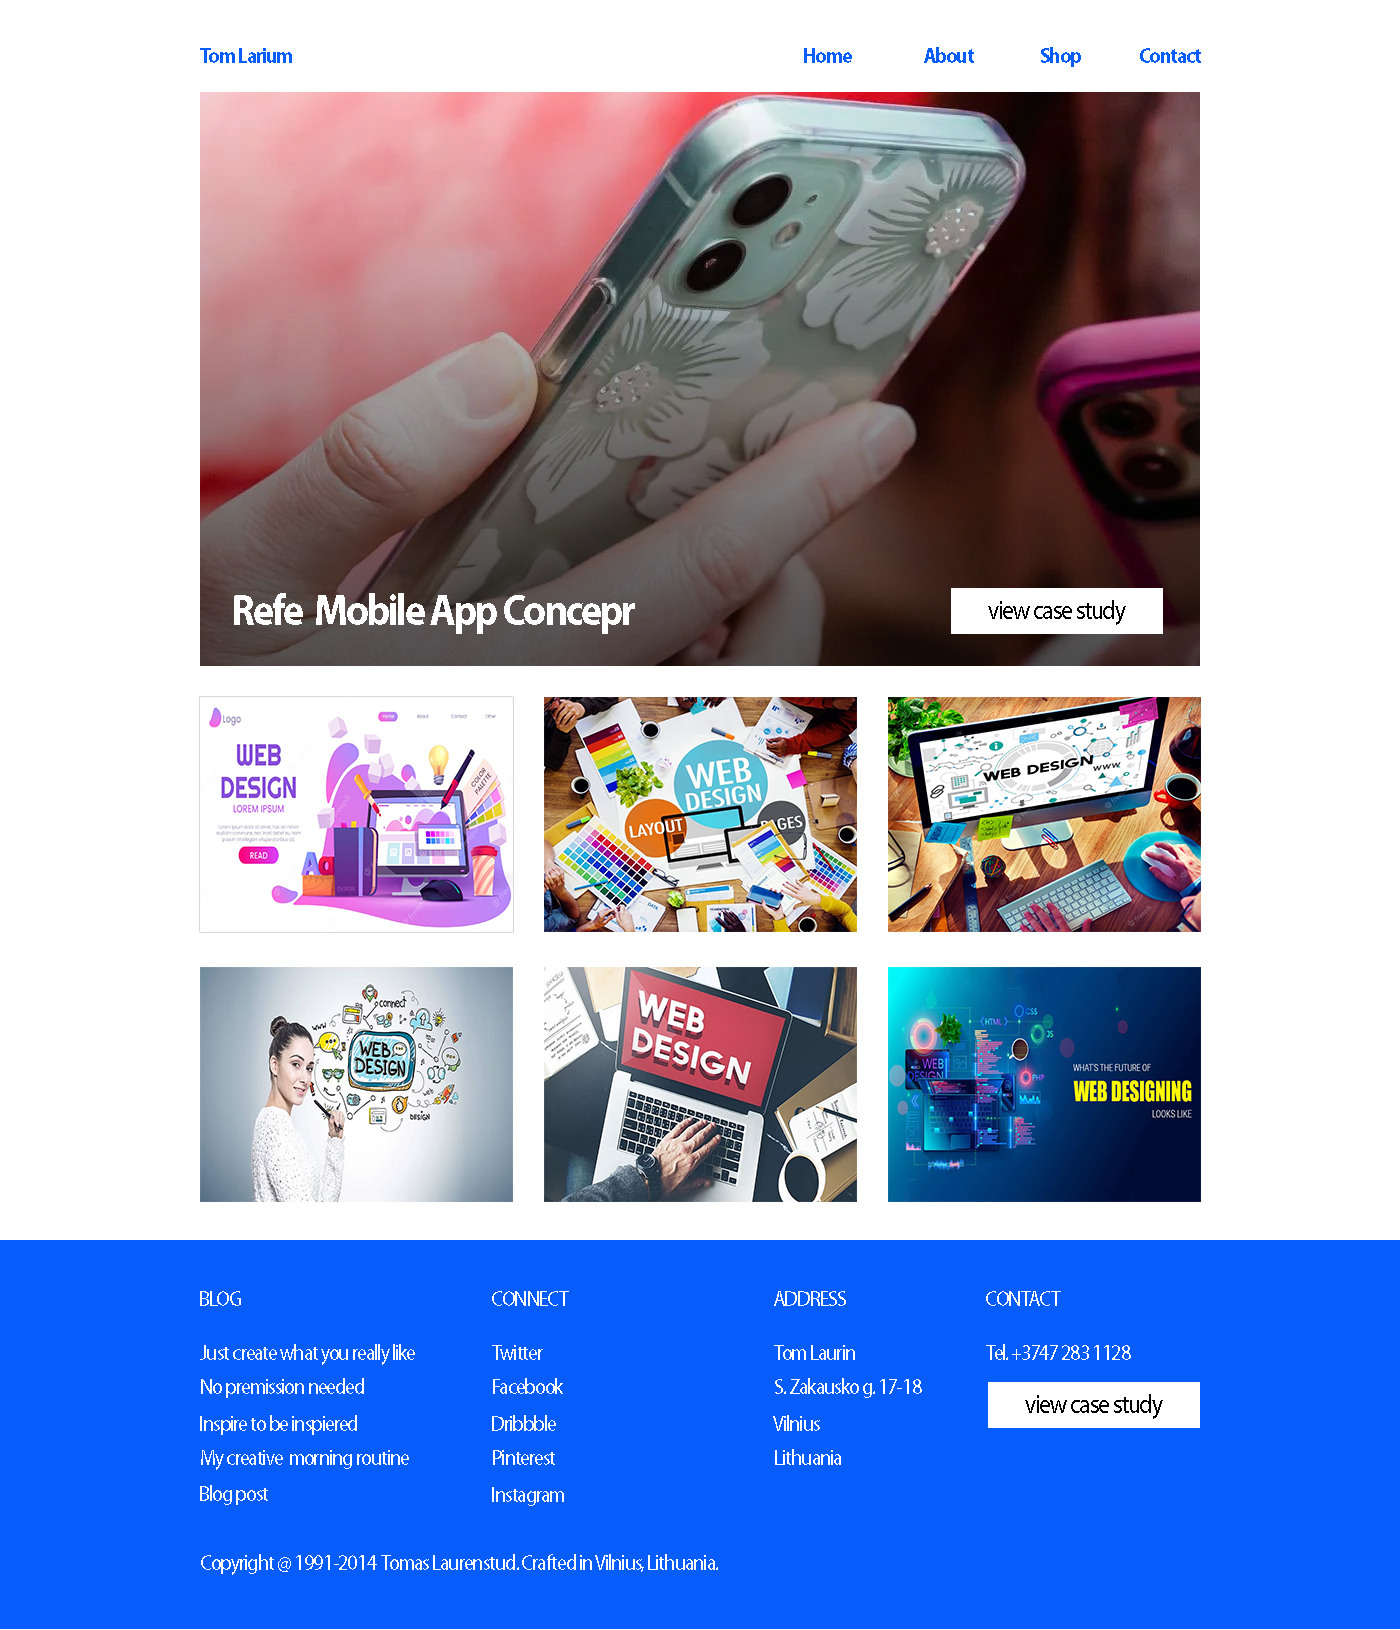 Tom Larium
Home About Shop Contact
Refe Mobile App Concepr
view case study
Logo
Home About Contact Other
WEB
DESIGN
LOREM IPSUM
READ
COLOR
PALETTE
AD
DESIGN
WEB
DESIGN
LAYOUT
PAGES
DATA
WEB DESIGN
WWW.
connect
WWW
WEB
DESIGN
web
DESIGN
WEB
DESIGN
HTML
CSS
JS
PHP
WEB
DESIGN
WHAT'S THE FUTURE OF
WEB DESIGNING
LOOKS LIKE
BLOG
Just create what you really like
No premission needed
Inspire to be inspiered
My creative morning routine
Blog post
CONNECT
Twitter
Facebook
Dribbble
Pinterest
Instagram
ADDRESS
Tom Laurin
S. Zakausko g. 17-18
Vilnius
Lithuania
CONTACT
Tel. +3747 283 1128
view case study
Copyright @ 1991-2014 Tomas Laurenstud. Crafted in Vilnius, Lithuania.